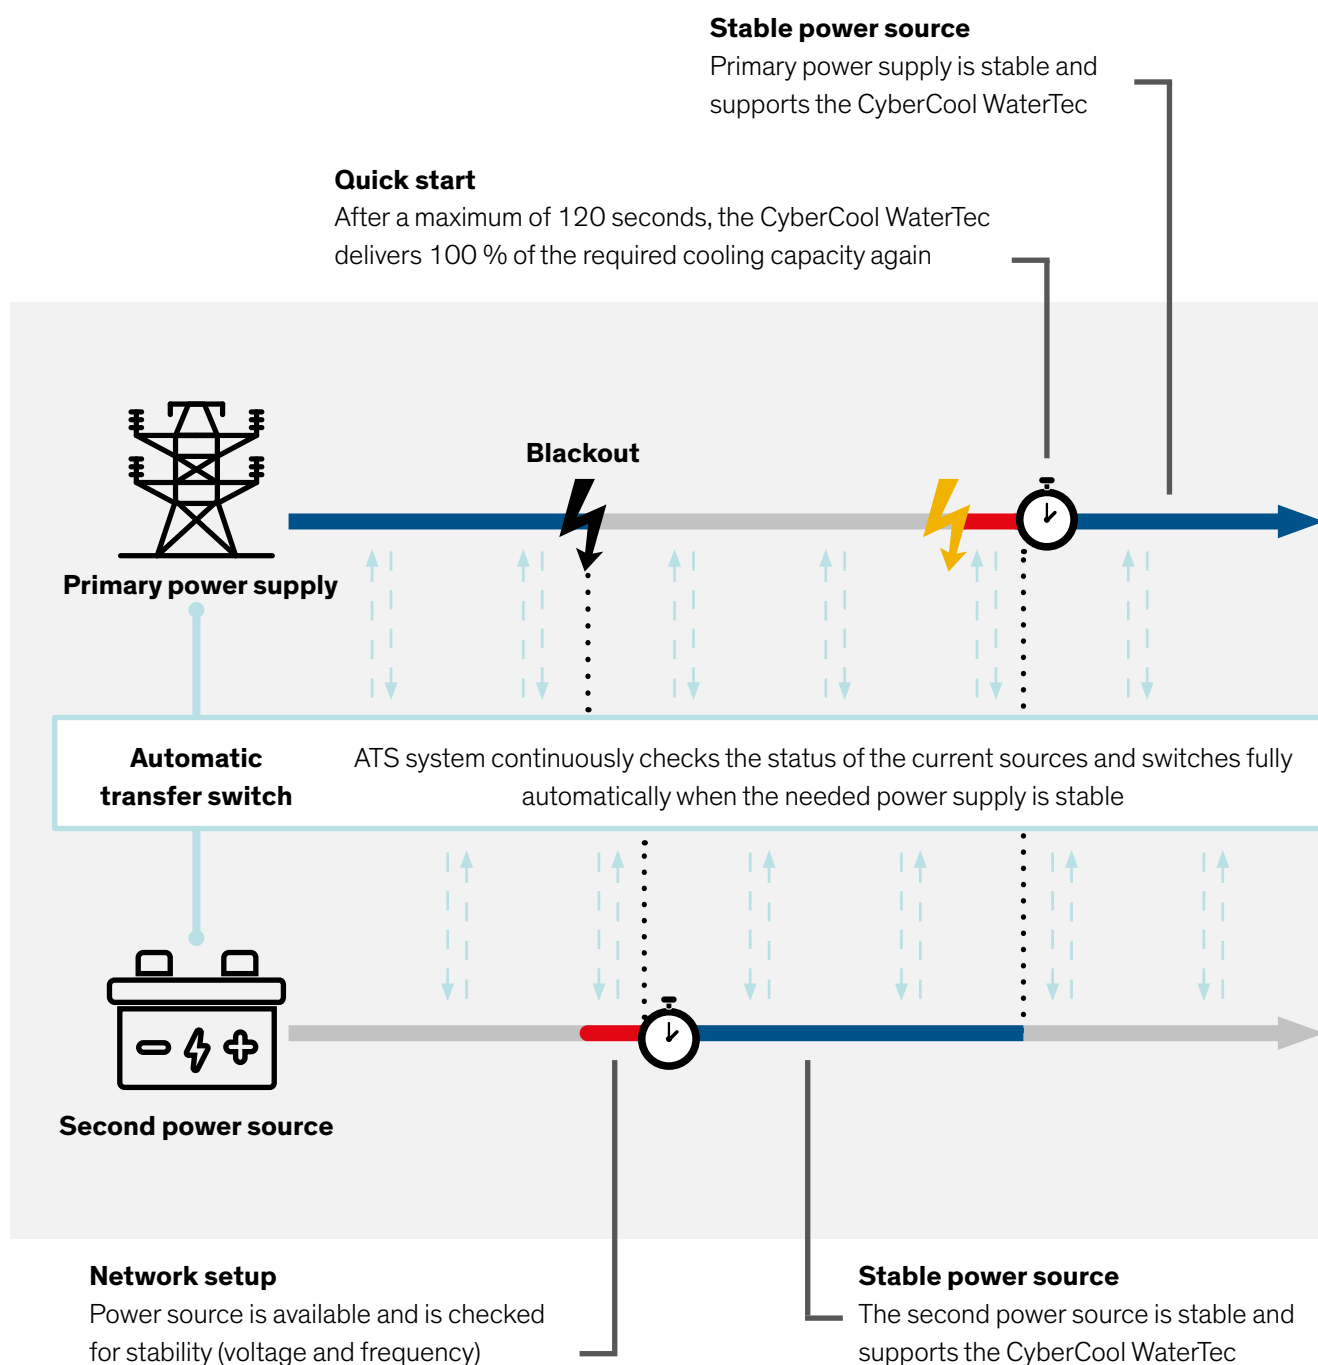 Stable power source
Primary power supply is stable and
supports the CyberCool WaterTec
Quick start
After a maximum of 120 seconds, the CyberCool WaterTec
delivers 100 % of the required cooling capacity again
Blackout
Primary power supply
Automatic
transfer switch
ATS system continuously checks the status of the current sources and switches fully
automatically when the needed power supply is stable
Second power source
Network setup
Power source is available and is checked
for stability (voltage and frequency)
Stable power source
The second power source is stable and
supports the CyberCool WaterTec